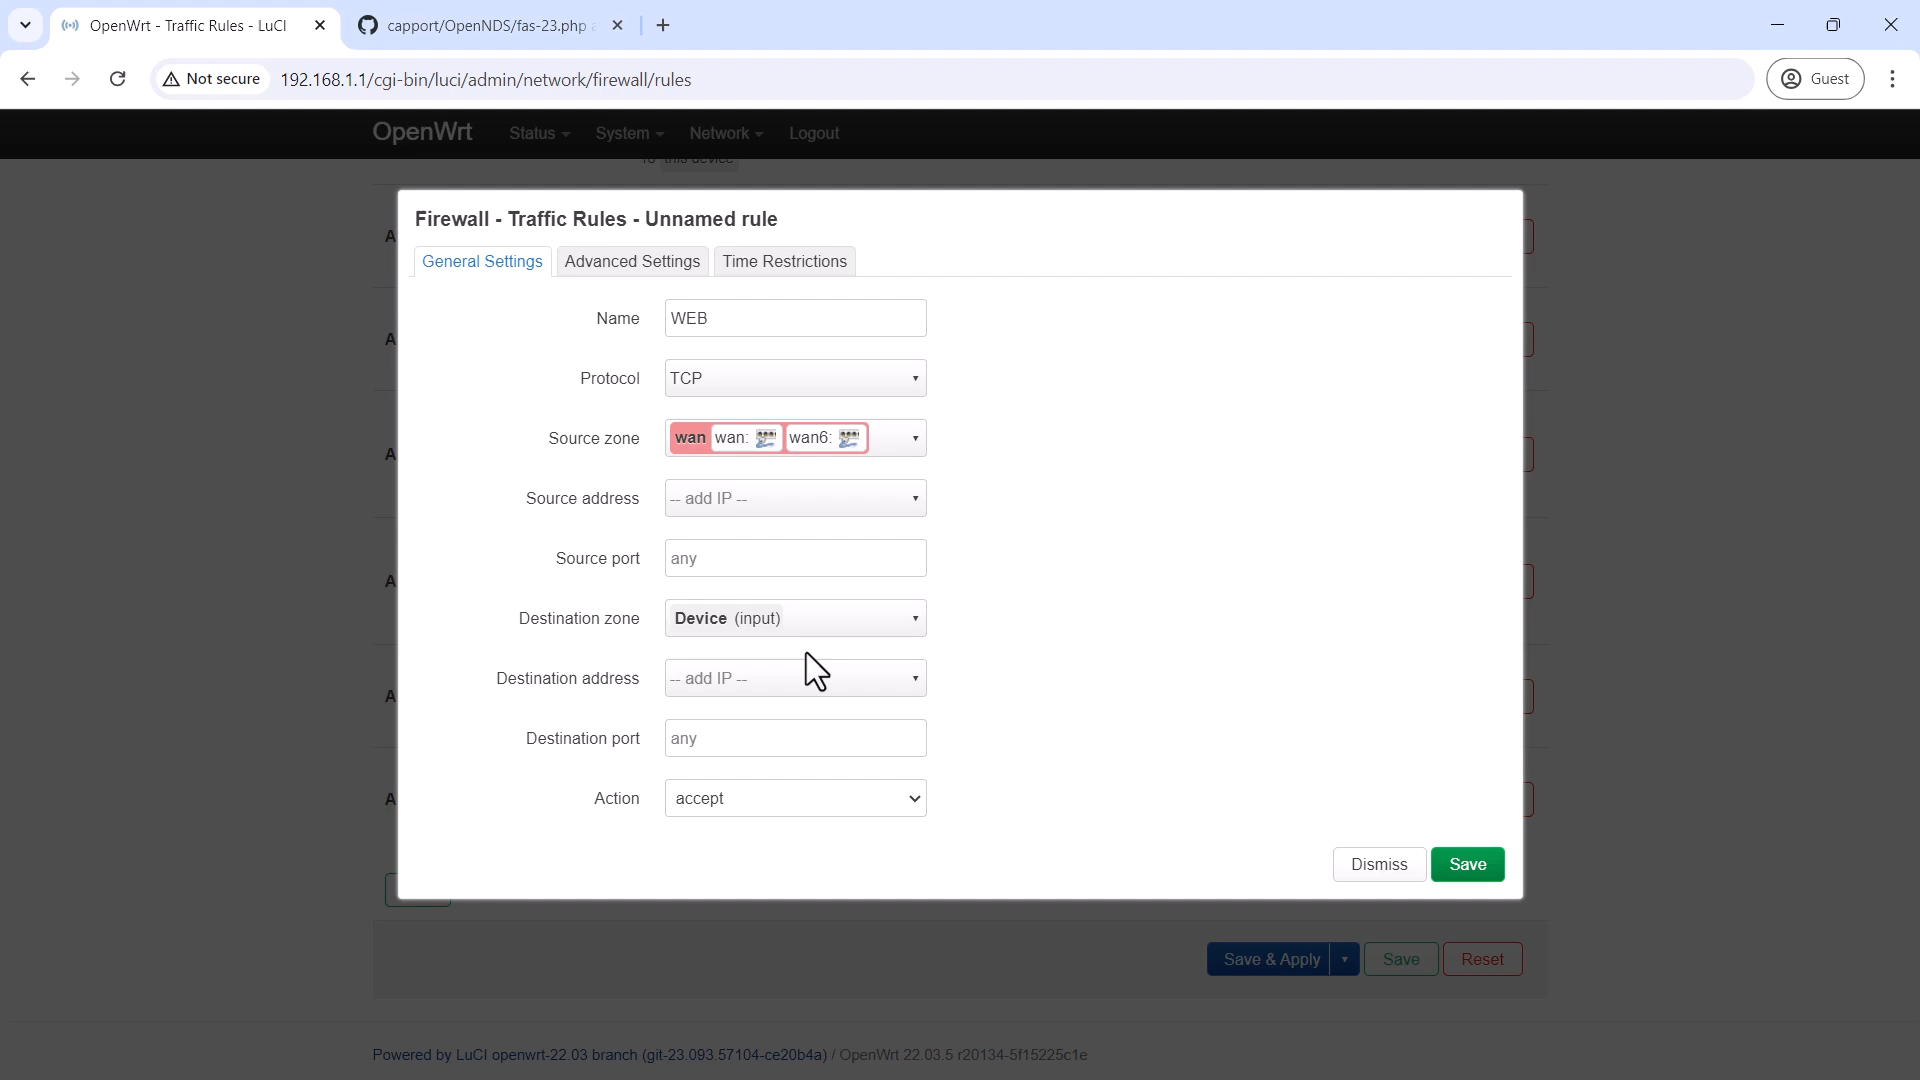 OpenWrt - Traffic Rules - LuCI
capport/OpenNDS/fas-23.php
Not secure
192.168.1.1/cgi-bin/luci/admin/network/firewall/rules
Guest
OpenWrt
Status
System
Network
Logout
To this device
Firewall - Traffic Rules - Unnamed rule
General Settings
Advanced Settings
Time Restrictions
Name
WEB
Protocol
TCP
Source zone
wan wan: wan6:
Source address
-- add IP --
Source port
any
Destination zone
Device (input)
Destination address
-- add IP --
Destination port
any
Action
accept
Dismiss
Save
Save & Apply
Save
Reset
Powered by LuCI openwrt-22.03 branch (git-23.093.57104-ce20b4a) / OpenWrt 22.03.5 r20134-5f15225c1e